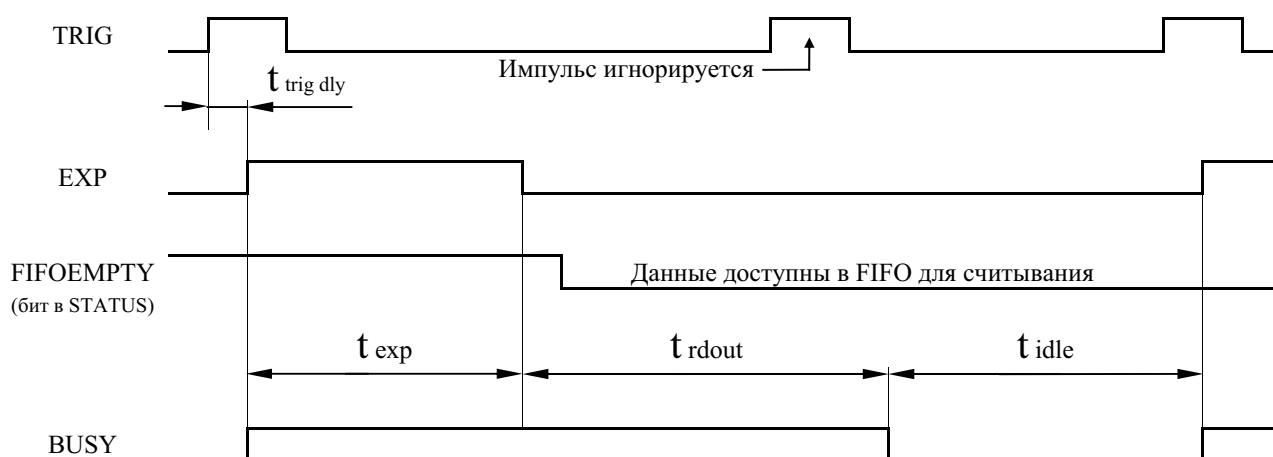 TRIG
Импульс игнорируется
t trig dly
EXP
FIFOEMPTY
(бит в STATUS)
Данные доступны в FIFO для считывания
t exp
t rdout
t idle
BUSY